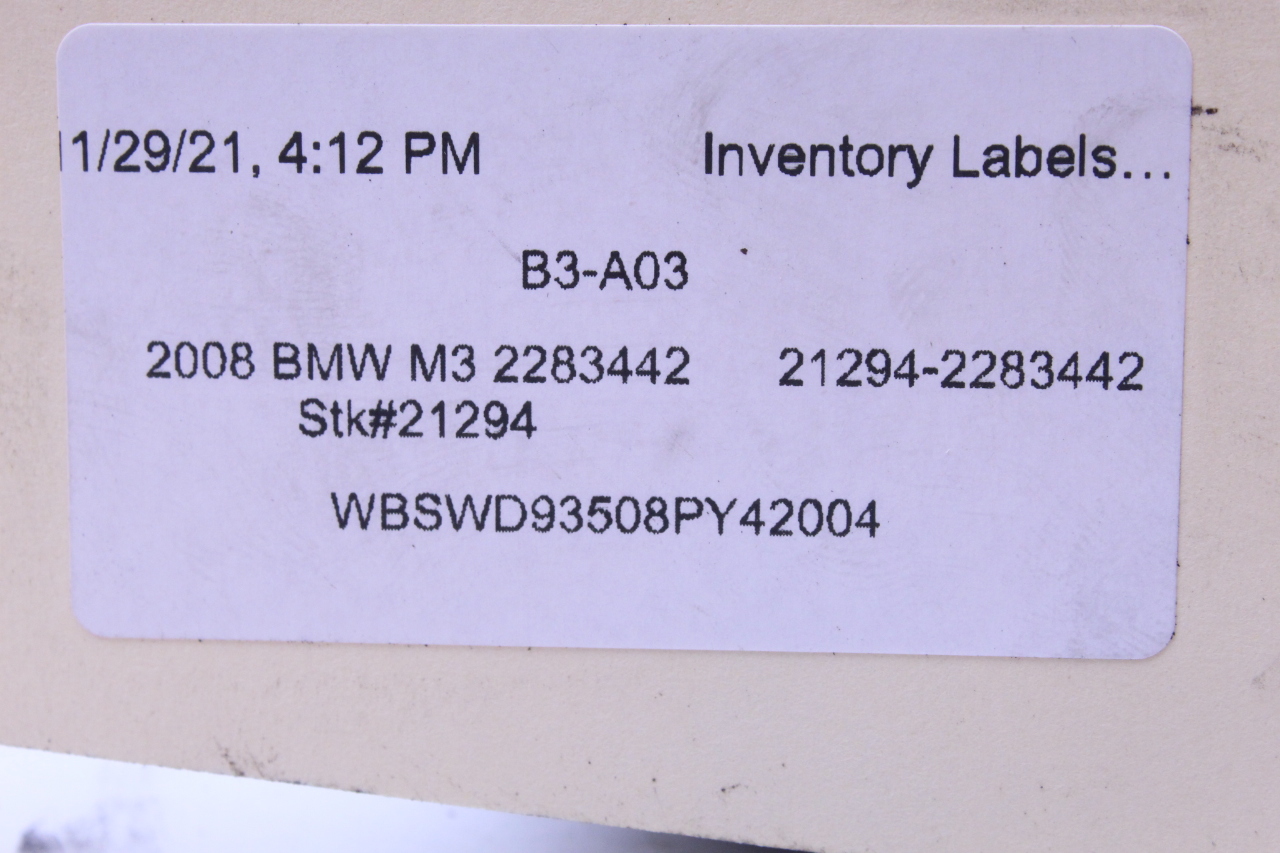 11/29/21, 4:12 PM Inventory Labels...
B3-A03
2008 BMW M3 2283442 21294-2283442
Stk#21294
WBSWD93508PY42004